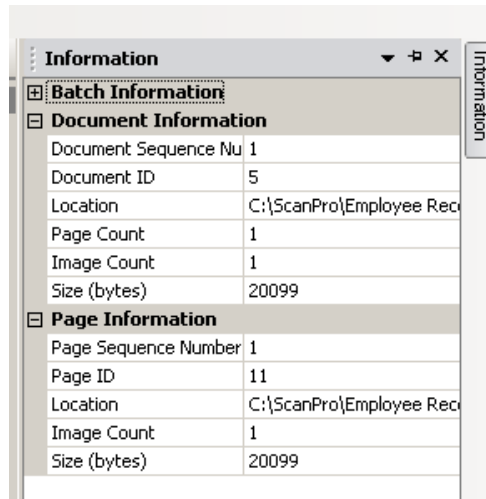 Information
Batch Information
Document Information
Document Sequence Nu 1
Document ID 5
Location C:\ScanPro\Employee Reco
Page Count 1
Image Count 1
Size (bytes) 20099
Page Information
Page Sequence Number 1
Page ID 11
Location C:\ScanPro\Employee Reco
Image Count 1
Size (bytes) 20099
Information